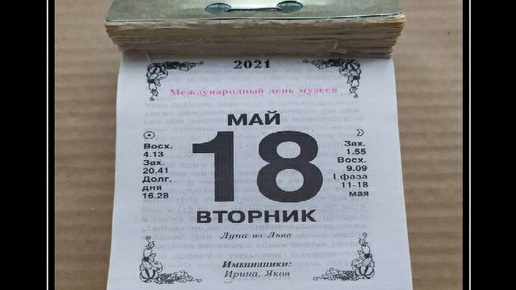 2021
Международный день музеев
МАЙ
Восх.
4.13
Зах.
20.41
Долг.
дня
16.28
18
Зах.
1.55
Восх.
9.09
I фаза
11-18
мая
ВТОРНИК
Луна во Льве
Именинники:
Ирина, Яков